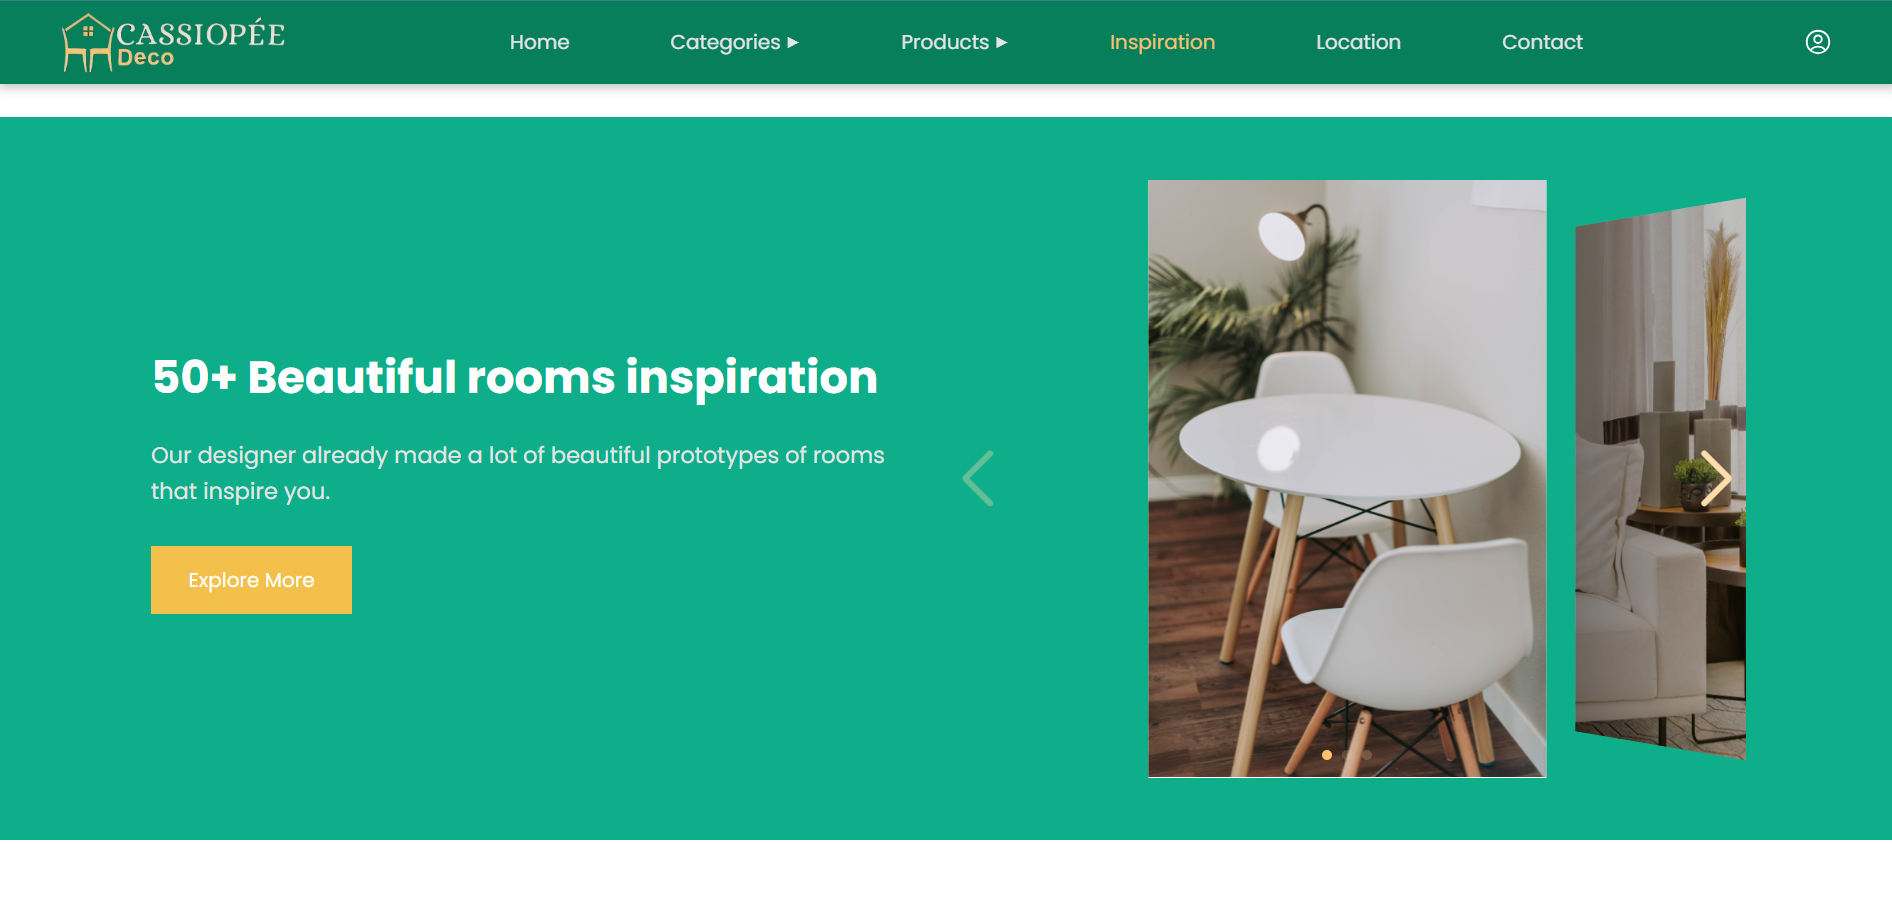 CASSIOPÉE
Deco
Home
Categories ▶
Products ▶
Inspiration
Location
Contact
50+ Beautiful rooms inspiration
Our designer already made a lot of beautiful prototypes of rooms
that inspire you.
Explore More